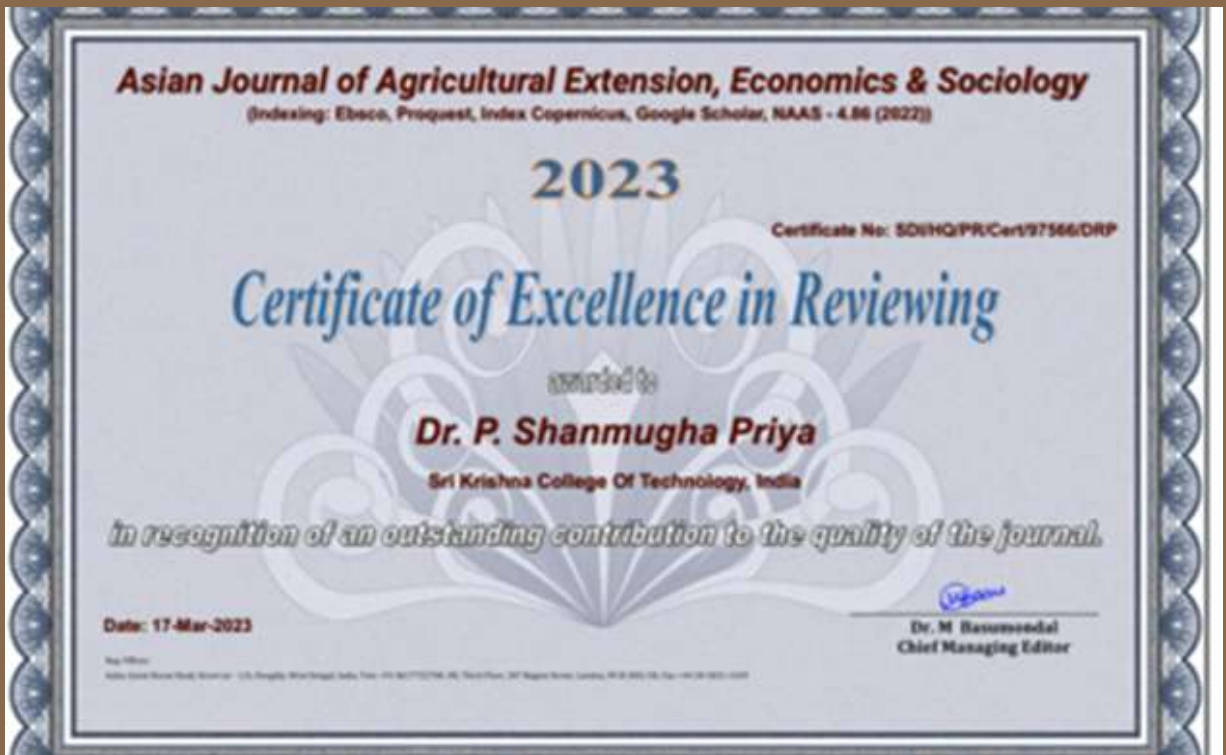 Asian Journal of Agricultural Extension, Economics & Sociology
(Indexing: Ebsco, Proquest, Index Copernicus, Google Scholar, NAAS - 4.86 (2022))
2023
Certificate No: SDI/HQ/PR/Cert/97566/DRP
Certificate of Excellence in Reviewing
awarded to
Dr. P. Shanmugha Priya
Sri Krishna College Of Technology, India
in recognition of an outstanding contribution to the quality of the journal.
Date: 17-Mar-2023
Dr. M Basumondal
Chief Managing Editor